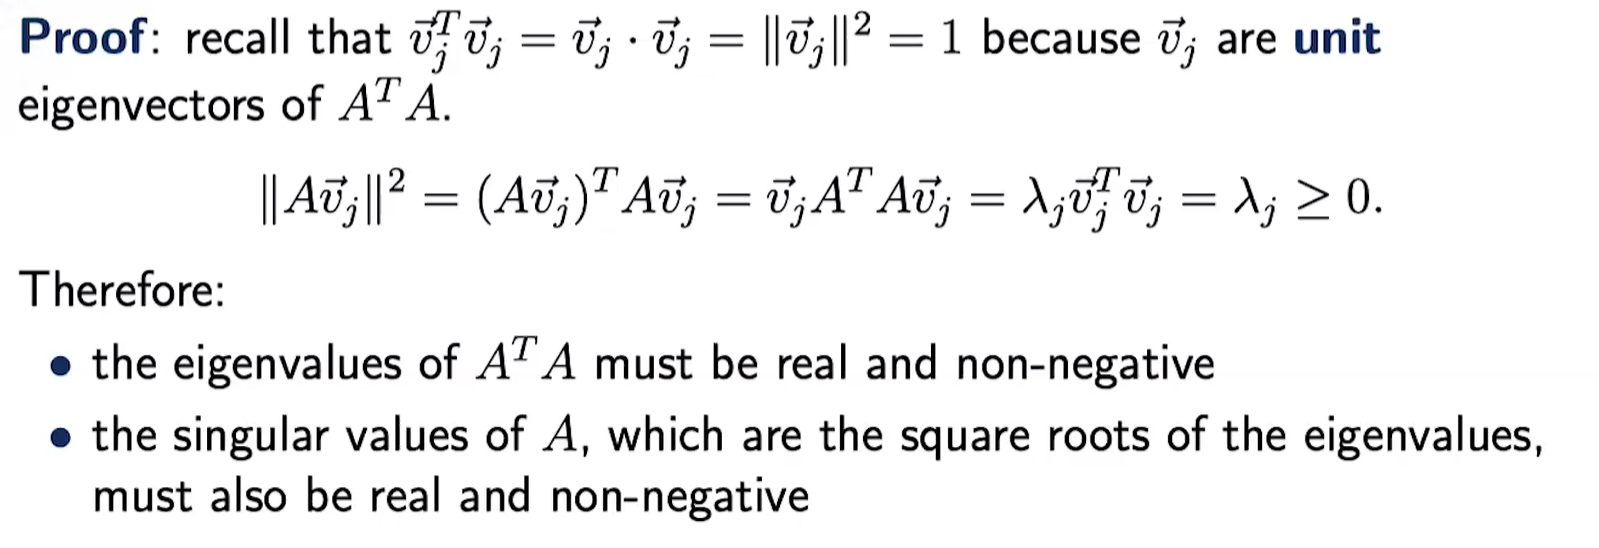 Proof: recall that $\vec{v}_j^T \vec{v}_j = \vec{v}_j \cdot \vec{v}_j = \|\vec{v}_j\|^2 = 1$ because $\vec{v}_j$ are unit
eigenvectors of $A^T A$.
$\|A\vec{v}_j\|^2 = (A\vec{v}_j)^T A\vec{v}_j = \vec{v}_j A^T A\vec{v}_j = \lambda_j \vec{v}_j^T \vec{v}_j = \lambda_j \geq 0.$
Therefore:
• the eigenvalues of $A^T A$ must be real and non-negative
• the singular values of $A$, which are the square roots of the eigenvalues,
must also be real and non-negative